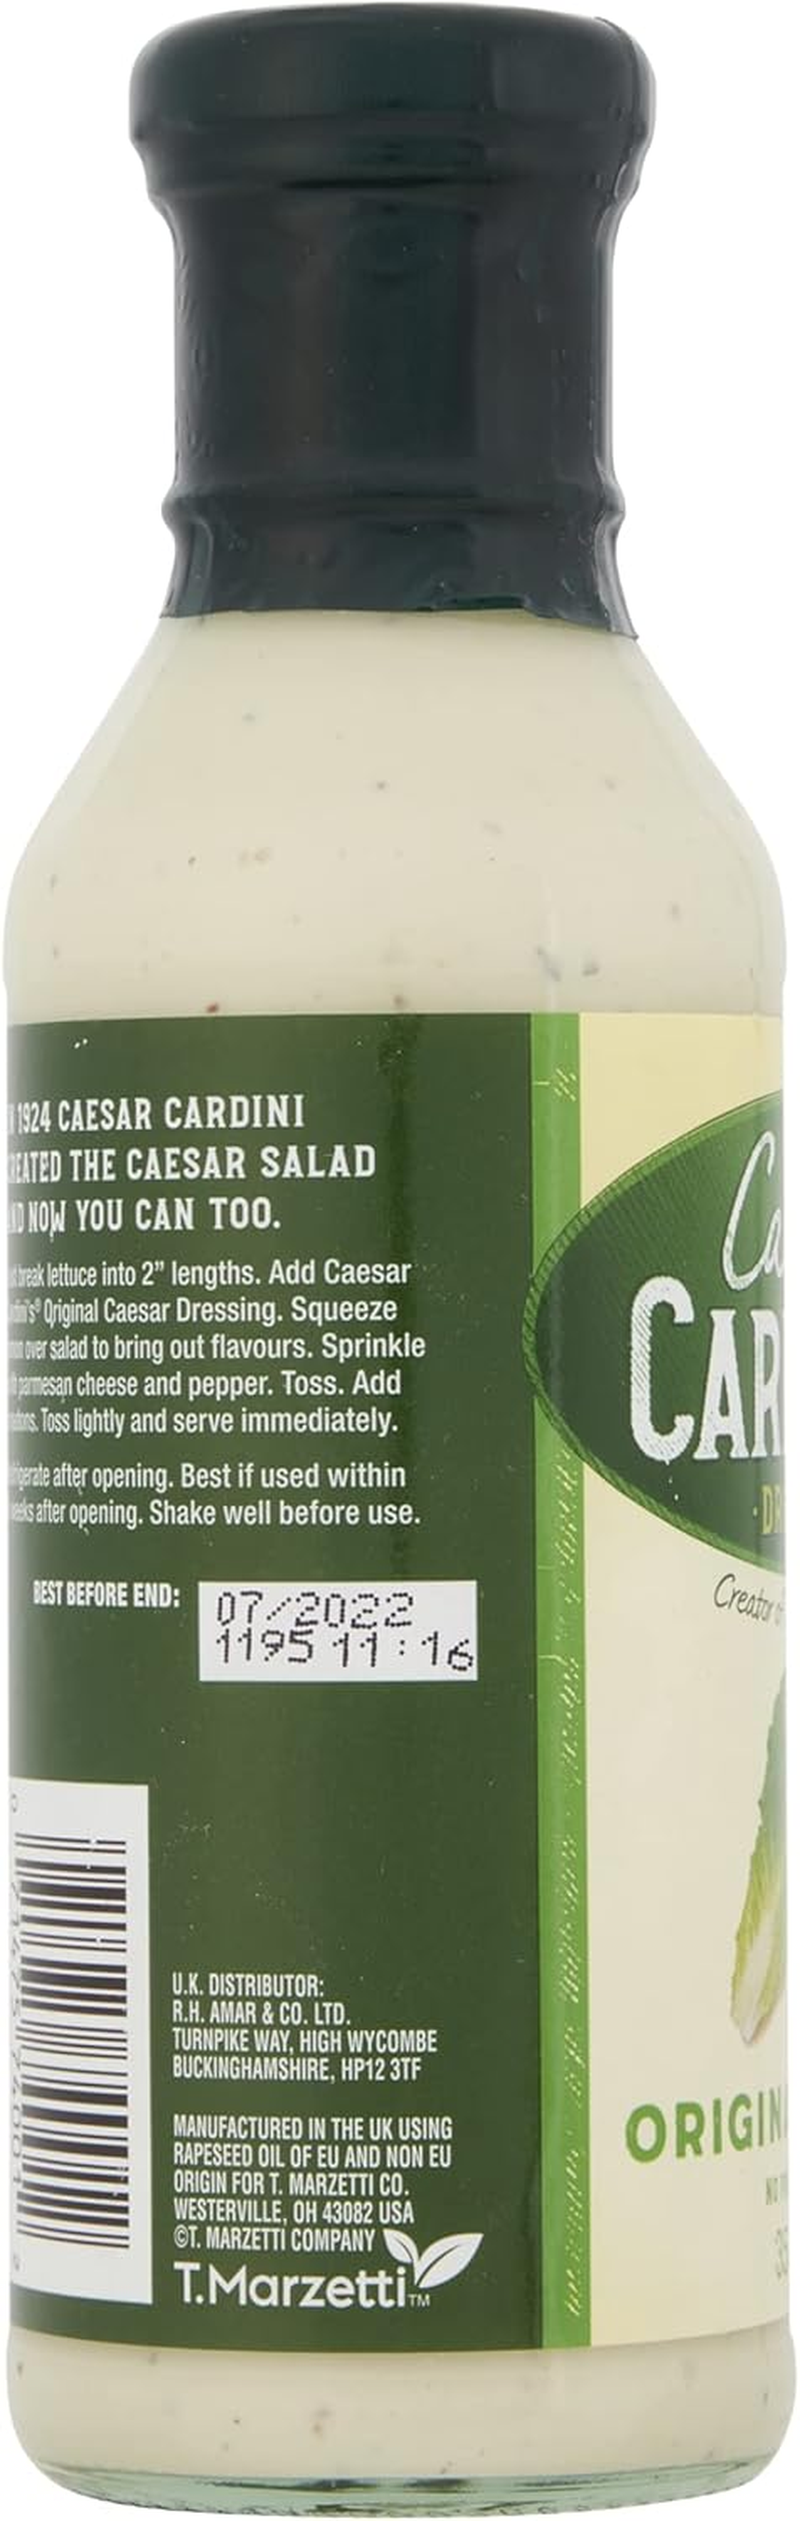 1924 CAESAR CARDINI
CREATED THE CAESAR SALAD
AND NOW YOU CAN TOO.
break lettuce into 2” lengths. Add Caesar
Original Caesar Dressing. Squeeze
over salad to bring out flavours. Sprinkle
parmesan cheese and pepper. Toss. Add
Toss lightly and serve immediately.
after opening. Best if used within
after opening. Shake well before use.
BEST BEFORE END:
07/2022
1195 11:16
U.K. DISTRIBUTOR:
R.H. AMAR & CO. LTD.
TURNPIKE WAY, HIGH WYCOMBE
BUCKINGHAMSHIRE, HP12 3TF
MANUFACTURED IN THE UK USING
RAPESEED OIL OF EU AND NON EU
ORIGIN FOR T. MARZETTI CO.
WESTERVILLE, OH 43082 USA
©T. MARZETTI COMPANY
T.Marzetti™
Ca
CAR
Creator
ORIGIN